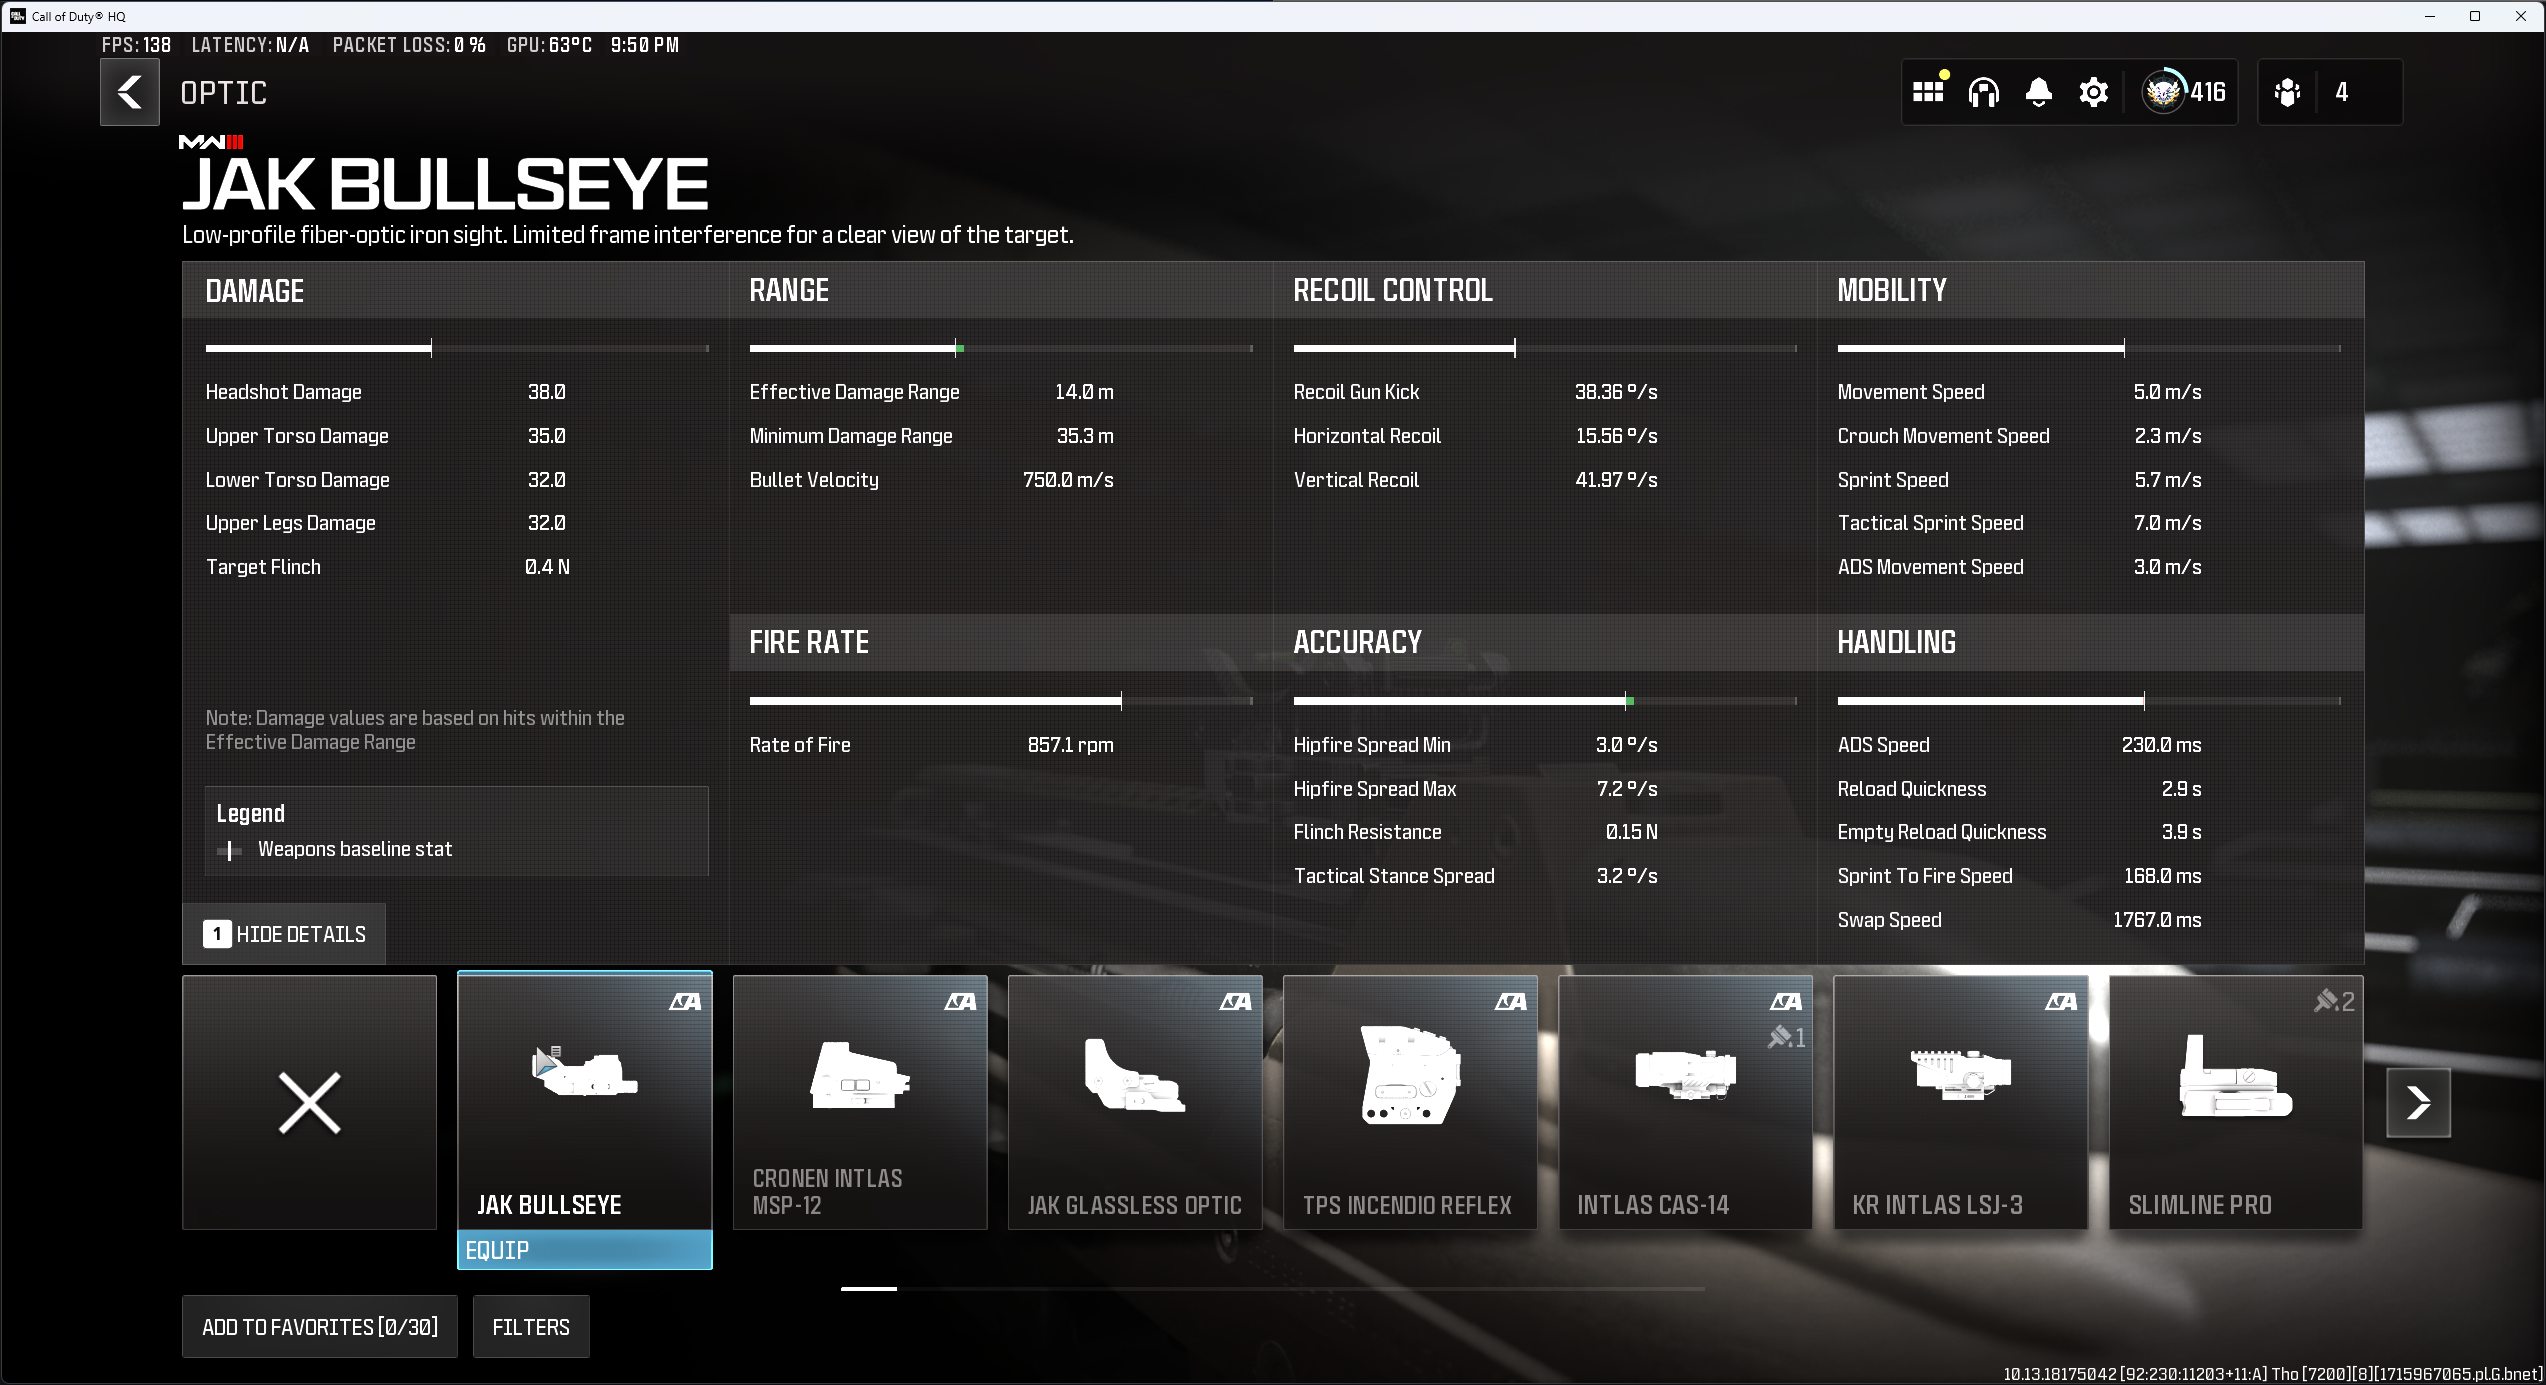 Call of Duty® HQ
FPS: 138 LATENCY: N/A PACKET LOSS: 0 % GPU: 63°C 9:50 PM
OPTIC
416
4
MWIII
JAK BULLSEYE
Low-profile fiber-optic iron sight. Limited frame interference for a clear view of the target.
DAMAGE
Headshot Damage 38.0
Upper Torso Damage 35.0
Lower Torso Damage 32.0
Upper Legs Damage 32.0
Target Flinch 0.4 N
Note: Damage values are based on hits within the
Effective Damage Range
Legend
Weapons baseline stat
1 HIDE DETAILS
RANGE
Effective Damage Range 14.0 m
Minimum Damage Range 35.3 m
Bullet Velocity 750.0 m/s
FIRE RATE
Rate of Fire 857.1 rpm
RECOIL CONTROL
Recoil Gun Kick 38.36 º/s
Horizontal Recoil 15.56 º/s
Vertical Recoil 41.97 º/s
ACCURACY
Hipfire Spread Min 3.0 º/s
Hipfire Spread Max 7.2 º/s
Flinch Resistance 0.15 N
Tactical Stance Spread 3.2 º/s
MOBILITY
Movement Speed 5.0 m/s
Crouch Movement Speed 2.3 m/s
Sprint Speed 5.7 m/s
Tactical Sprint Speed 7.0 m/s
ADS Movement Speed 3.0 m/s
HANDLING
ADS Speed 230.0 ms
Reload Quickness 2.9 s
Empty Reload Quickness 3.9 s
Sprint To Fire Speed 168.0 ms
Swap Speed 1767.0 ms
JAK BULLSEYE
EQUIP
CRONEN INTLAS
MSP-12
JAK GLASSLESS OPTIC
TPS INCENDIO REFLEX
.1
INTLAS CAS-14
KR INTLAS LSJ-3
.2
SLIMLINE PRO
ADD TO FAVORITES [0/30]
FILTERS
10.13.18175042 [92:230:11203+11:A] Tho [7200][8][1715967065.pl.G.bnet]